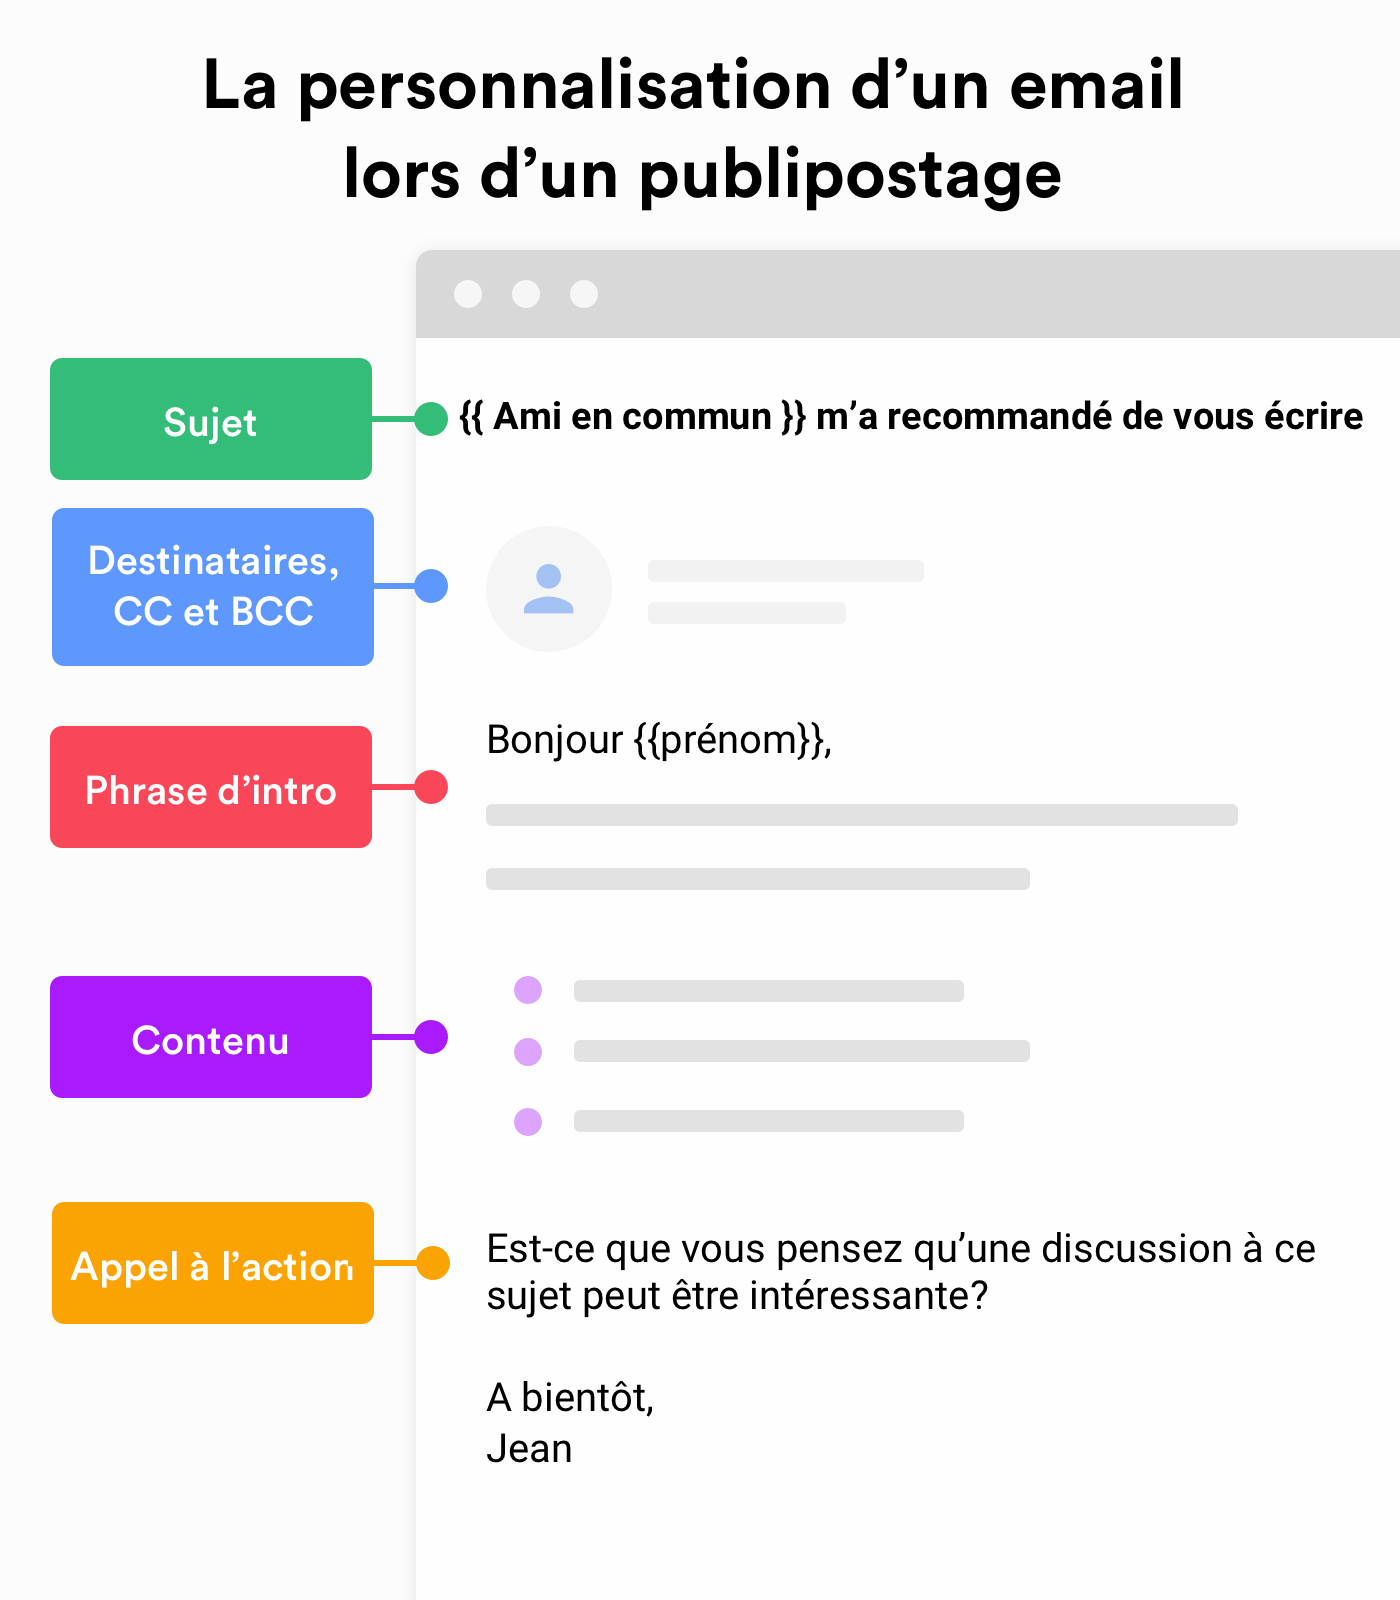 La personnalisation d’un email
lors d’un publipostage
Sujet
{{ Ami en commun }} m’a recommandé de vous écrire
Destinataires,
CC et BCC
Phrase d’intro
Bonjour {{prénom}},
Contenu
Appel à l’action
Est-ce que vous pensez qu’une discussion à ce
sujet peut être intéressante?
A bientôt,
Jean